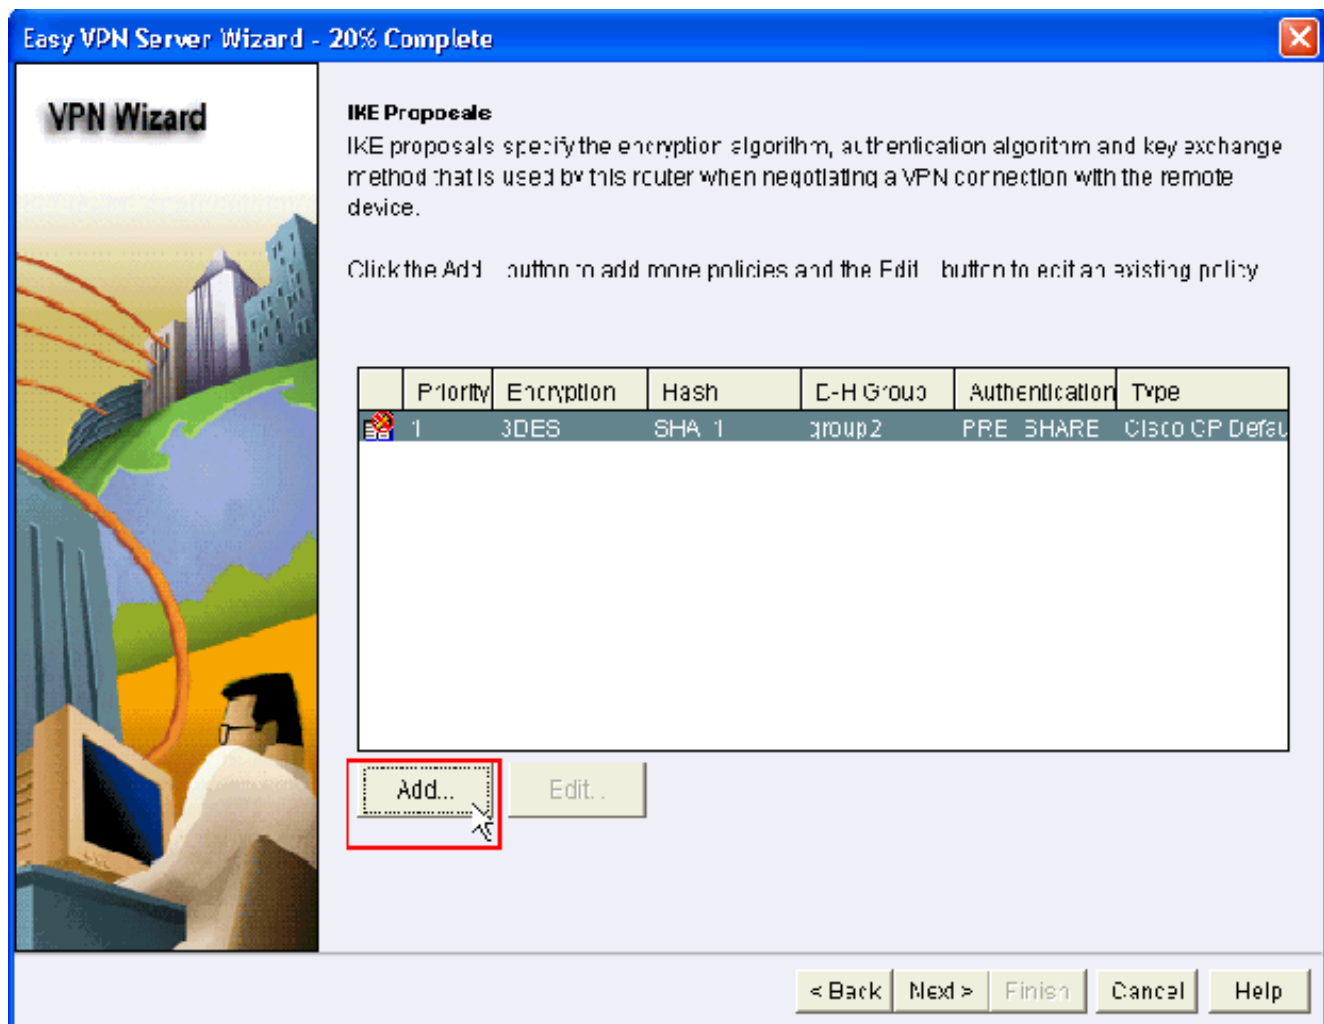 Easy VPN Server Wizard - 20% Complete
VPN Wizard
IKE Proposals
IKE proposals specify the encryption algorithm, authentication algorithm and key exchange
method that is used by this router when negotiating a VPN connection with the remote
device.
Click the Add... button to add more policies and the Edit... button to edit an existing policy.
Priority Encryption Hash D-H Group Authentication Type
1 3DES SHA_1 group2 PRE_SHARE Cisco CP Defau
Add... Edit...
< Back Next > Finish Cancel Help